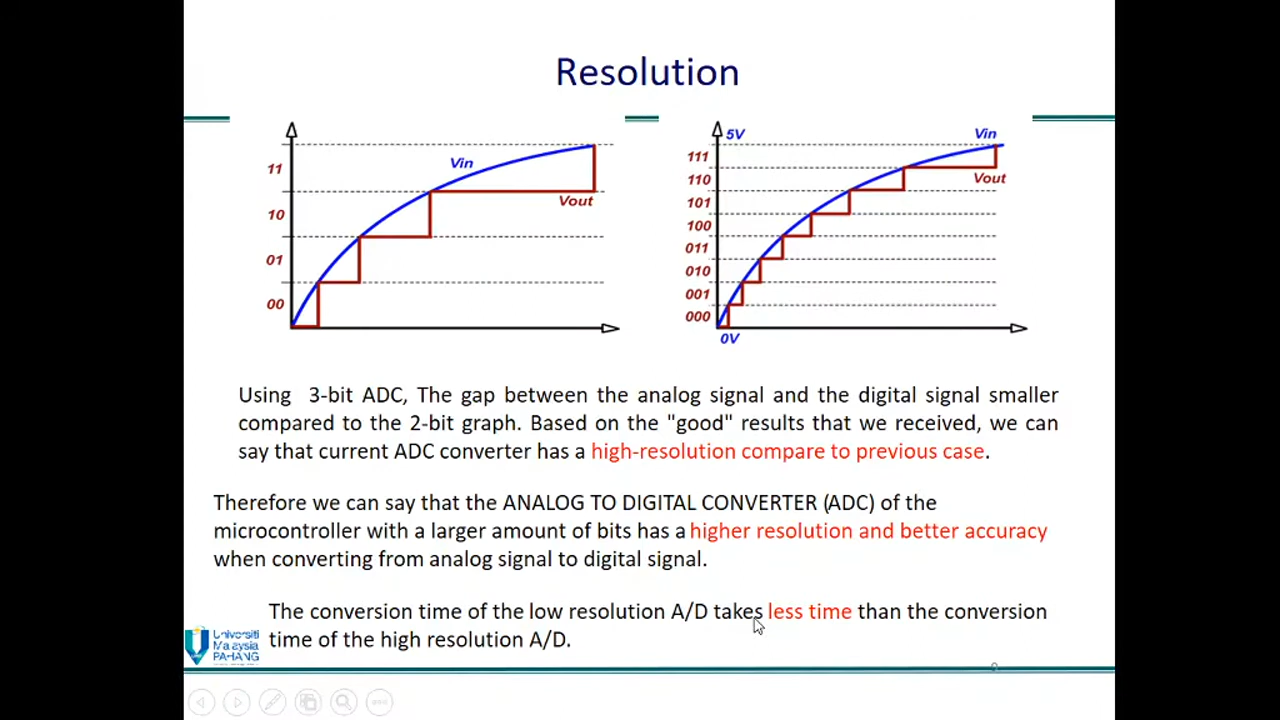 Resolution
11
10
01
00
Vin
Vout
5V
111
110
101
100
011
010
001
000
0V
Vin
Vout
Using 3-bit ADC, The gap between the analog signal and the digital signal smaller
compared to the 2-bit graph. Based on the "good" results that we received, we can
say that current ADC converter has a high-resolution compare to previous case.
Therefore we can say that the ANALOG TO DIGITAL CONVERTER (ADC) of the
microcontroller with a larger amount of bits has a higher resolution and better accuracy
when converting from analog signal to digital signal.
The conversion time of the low resolution A/D takes less time than the conversion
time of the high resolution A/D.
Universiti
Malaysia
PAHANG